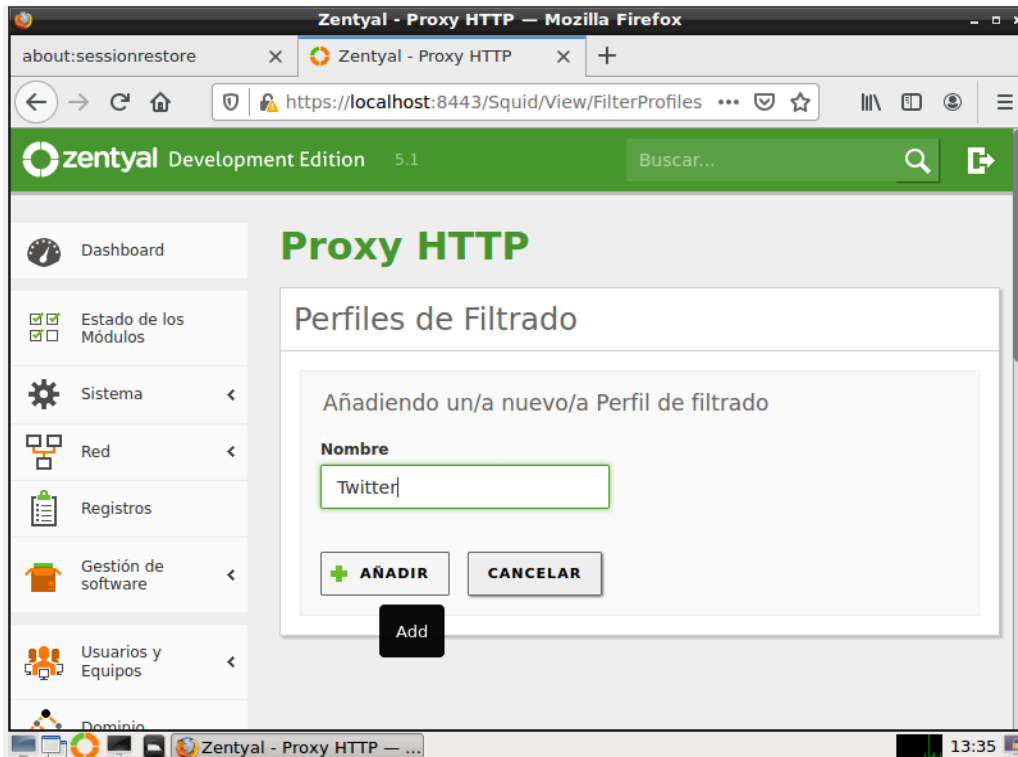 Zentyal - Proxy HTTP — Mozilla Firefox
about:sessionrestore
Zentyal - Proxy HTTP
https://localhost:8443/Squid/View/FilterProfiles
zentyal Development Edition 5.1
Buscar...
Dashboard
Estado de los
Módulos
Sistema
Red
Registros
Gestión de
software
Usuarios y
Equipos
Dominio
Proxy HTTP
Perfiles de Filtrado
Añadiendo un/a nuevo/a Perfil de filtrado
Nombre
Twitter
AÑADIR
CANCELAR
Add
Zentyal - Proxy HTTP — ...
13:35